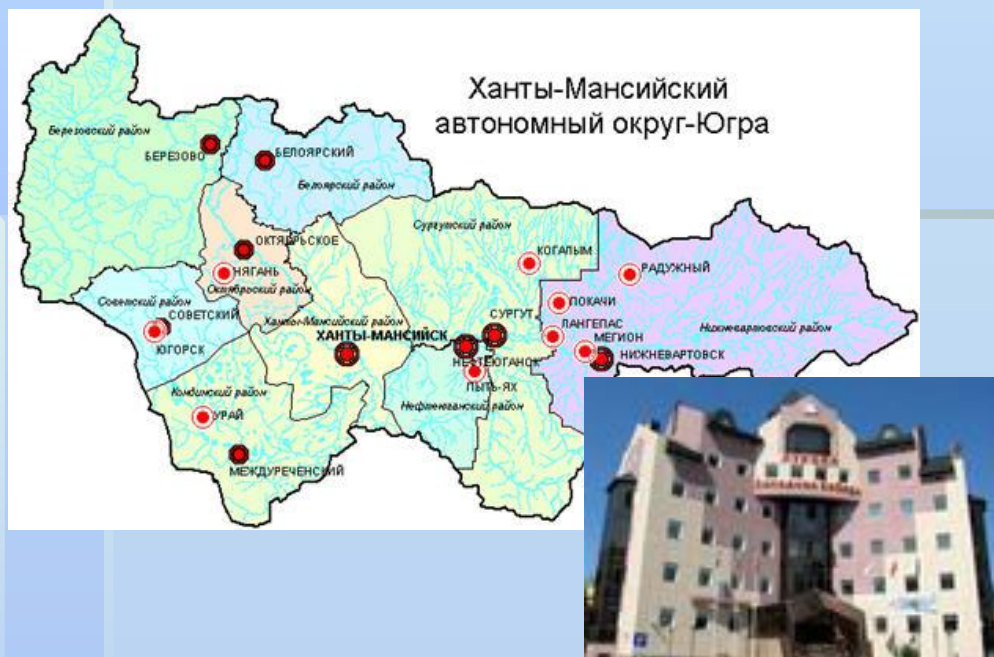 Ханты-Мансийский
автономный округ-Югра
Березовский район
БЕРЕЗОВО
БЕЛОЯРСКИЙ
Белоярский район
Сургутский район
ОКТЯБРЬСКОЕ
КОГАЛЫМ
НЯГАНЬ
РАДУЖНЫЙ
Октябрьский район
Советский район
ПОКАЧИ
СОВЕТСКИЙ
СУРГУТ
Ханты-Мансийский район
ЛАНГЕПАС
Нижневартовский район
ХАНТЫ-МАНСИЙСК
МЕГИОН
ЮГОРСК
НИЖНЕВАРТОВСК
НЕФТЕЮГАНСК
ПЫТЬ-ЯХ
Кондинский район
Нефтеюганский район
УРАЙ
МЕЖДУРЕЧЕНСКИЙ